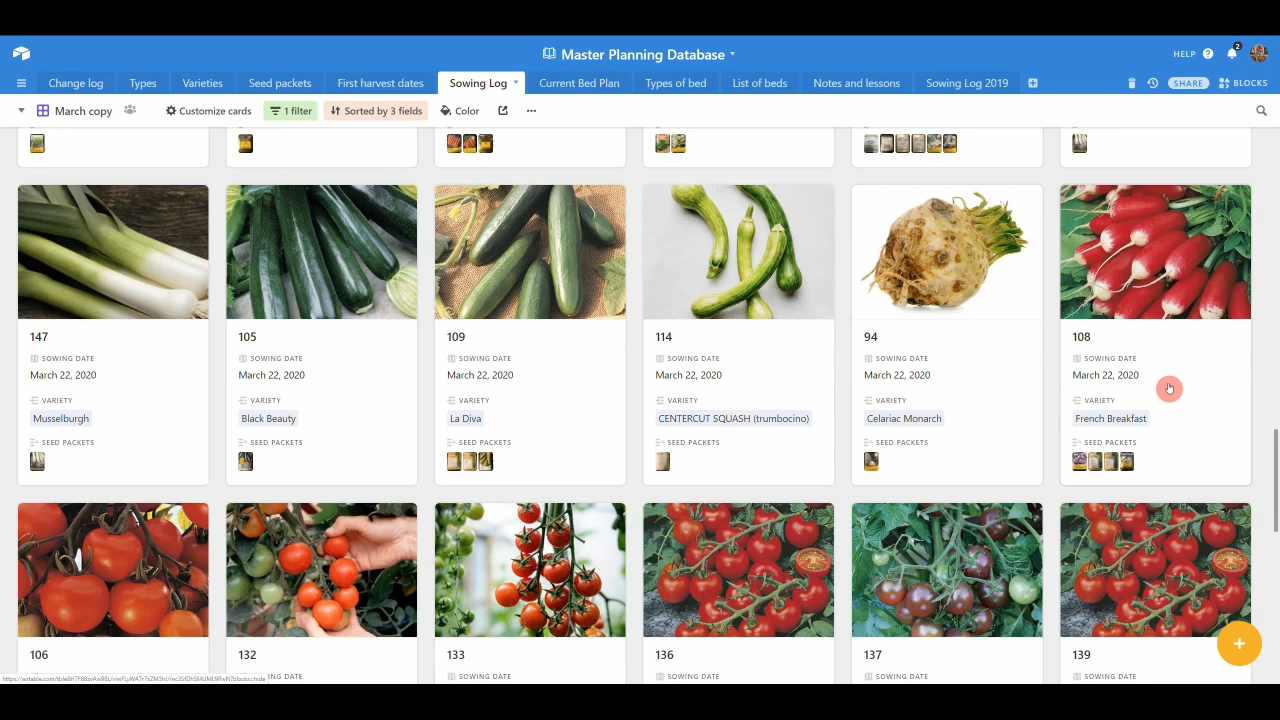 Master Planning Database
HELP
2
Change log Types Varieties Seed packets First harvest dates Sowing Log Current Bed Plan Types of bed List of beds Notes and lessons Sowing Log 2019 SHARE BLOCKS
March copy Customize cards 1 filter Sorted by 3 fields Color
147 105 109 114 94 108
SOWING DATE SOWING DATE SOWING DATE SOWING DATE SOWING DATE SOWING DATE
March 22, 2020 March 22, 2020 March 22, 2020 March 22, 2020 March 22, 2020 March 22, 2020
VARIETY VARIETY VARIETY VARIETY VARIETY VARIETY
Musselburgh Black Beauty La Diva CENTERCUT SQUASH (trumbocino) Celariac Monarch French Breakfast
SEED PACKETS SEED PACKETS SEED PACKETS SEED PACKETS SEED PACKETS SEED PACKETS
106 132 133 136 137 139
ING DATE SOWING DATE SOWING DATE SOWING DATE SOWING DATE